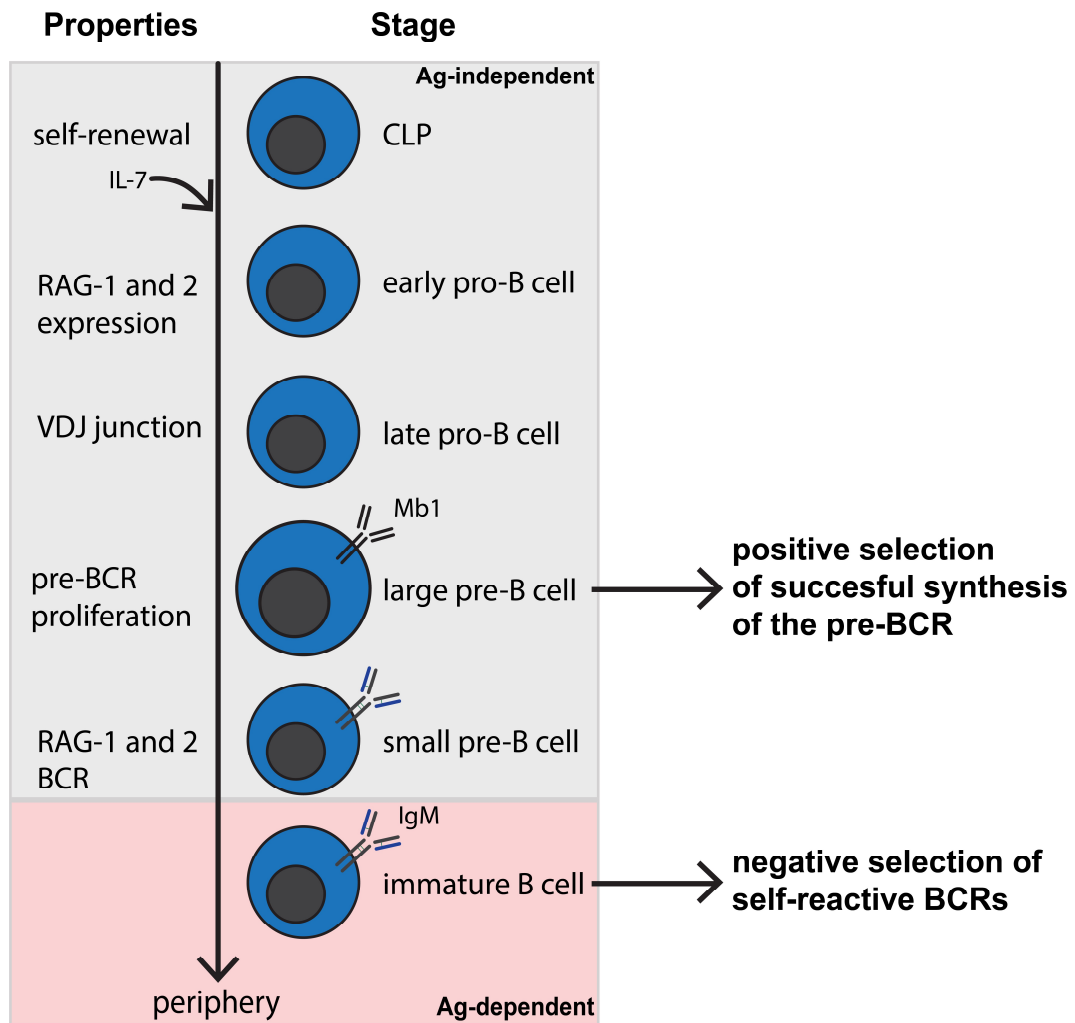 Properties
Stage
Ag-independent
self-renewal
CLP
IL-7
RAG-1 and 2
expression
early pro-B cell
VDJ junction
late pro-B cell
Mb1
pre-BCR
proliferation
large pre-B cell
positive selection
of succesful synthesis
of the pre-BCR
RAG-1 and 2
BCR
small pre-B cell
IgM
immature B cell
negative selection of
self-reactive BCRs
periphery
Ag-dependent